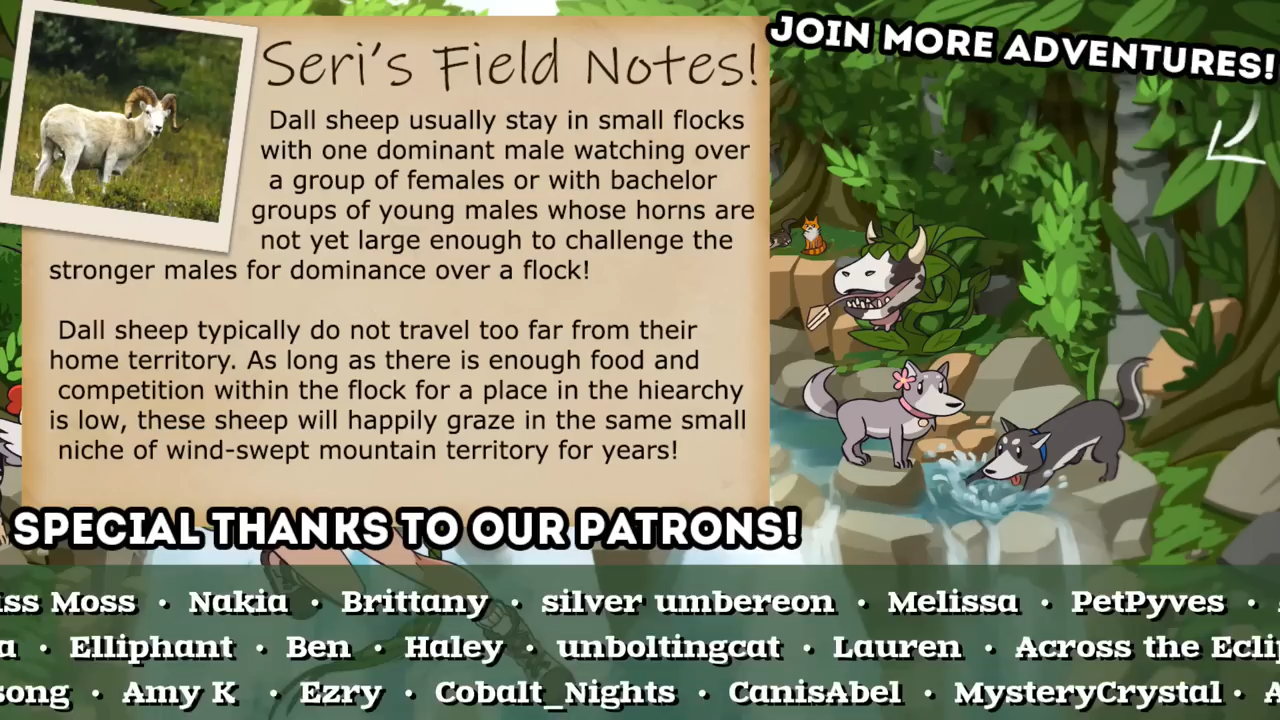 Seri's Field Notes!
JOIN MORE ADVENTURES!
Dall sheep usually stay in small flocks
with one dominant male watching over
a group of females or with bachelor
groups of young males whose horns are
not yet large enough to challenge the
stronger males for dominance over a flock!
Dall sheep typically do not travel too far from their
home territory. As long as there is enough food and
competition within the flock for a place in the hiearchy
is low, these sheep will happily graze in the same small
niche of wind-swept mountain territory for years!
SPECIAL THANKS TO OUR PATRONS!
iss Moss · Nakia · Brittany · silver umbereon · Melissa · PetPyves ·
a · Elliphant · Ben · Haley · unboltingcat · Lauren · Across the Eclip
song · Amy K · Ezry · Cobalt_Nights · CanisAbel · MysteryCrystal · A